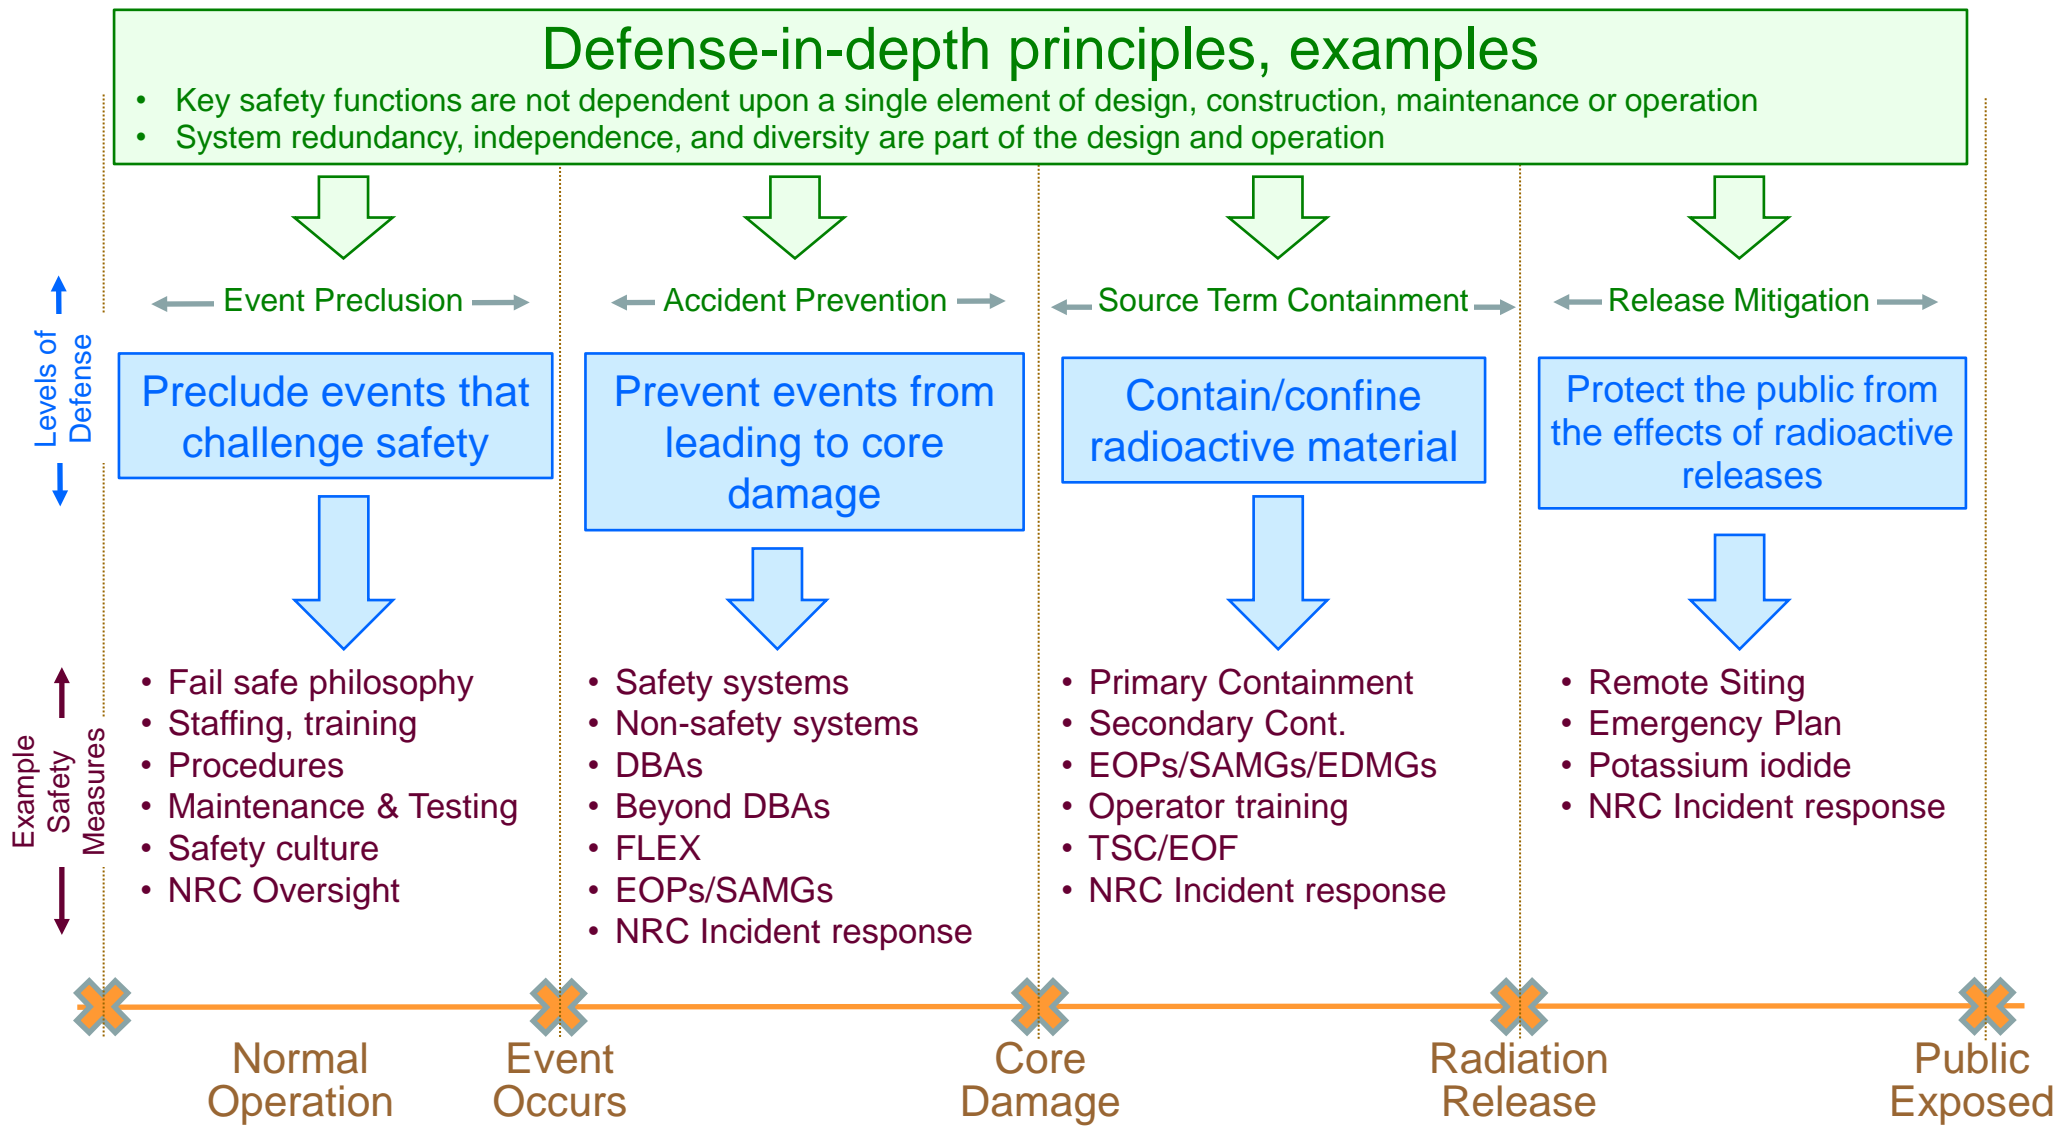 Defense-in-depth principles, examples
• Key safety functions are not dependent upon a single element of design, construction, maintenance or operation
• System redundancy, independence, and diversity are part of the design and operation
Levels of
Defense
Event Preclusion
Accident Prevention
Source Term Containment
Release Mitigation
Preclude events that
challenge safety
Prevent events from
leading to core
damage
Contain/confine
radioactive material
Protect the public from
the effects of radioactive
releases
Example
Safety
Measures
• Fail safe philosophy
• Staffing, training
• Procedures
• Maintenance & Testing
• Safety culture
• NRC Oversight
• Safety systems
• Non-safety systems
• DBAs
• Beyond DBAs
• FLEX
• EOPs/SAMGs
• NRC Incident response
• Primary Containment
• Secondary Cont.
• EOPs/SAMGs/EDMGs
• Operator training
• TSC/EOF
• NRC Incident response
• Remote Siting
• Emergency Plan
• Potassium iodide
• NRC Incident response
Normal
Operation
Event
Occurs
Core
Damage
Radiation
Release
Public
Exposed